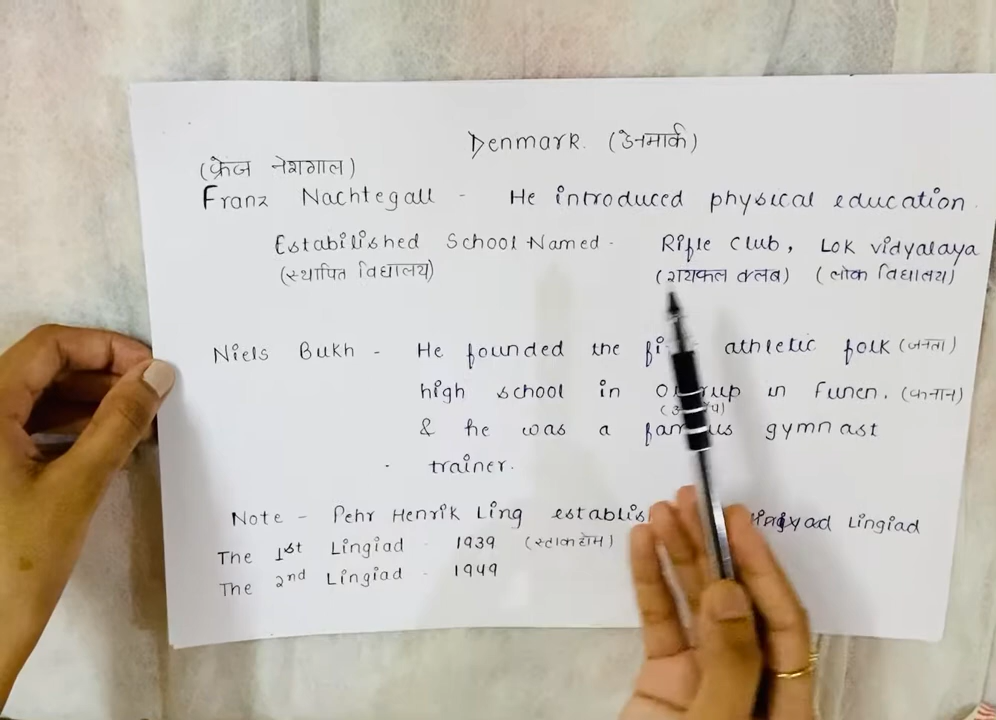 Denmark. (डेनमार्क)
(फ्रेंज नेशगाल)
Franz Nachtegall - He introduced physical education.
Estabilished School Named - Rifle club, Lok vidyalaya
(स्थापित विद्यालय) (रायफल क्लब) (लोक विद्यालय)
Niels Bukh - He founded the athletic folk (जनता)
high school in in Funen. (फनान)
& he was a gymnast
trainer.
Note - Pehr Henrik Ling Lingiad
The 1st Lingiad - 1939 (स्टाकहोम)
The 2nd Lingiad - 1949